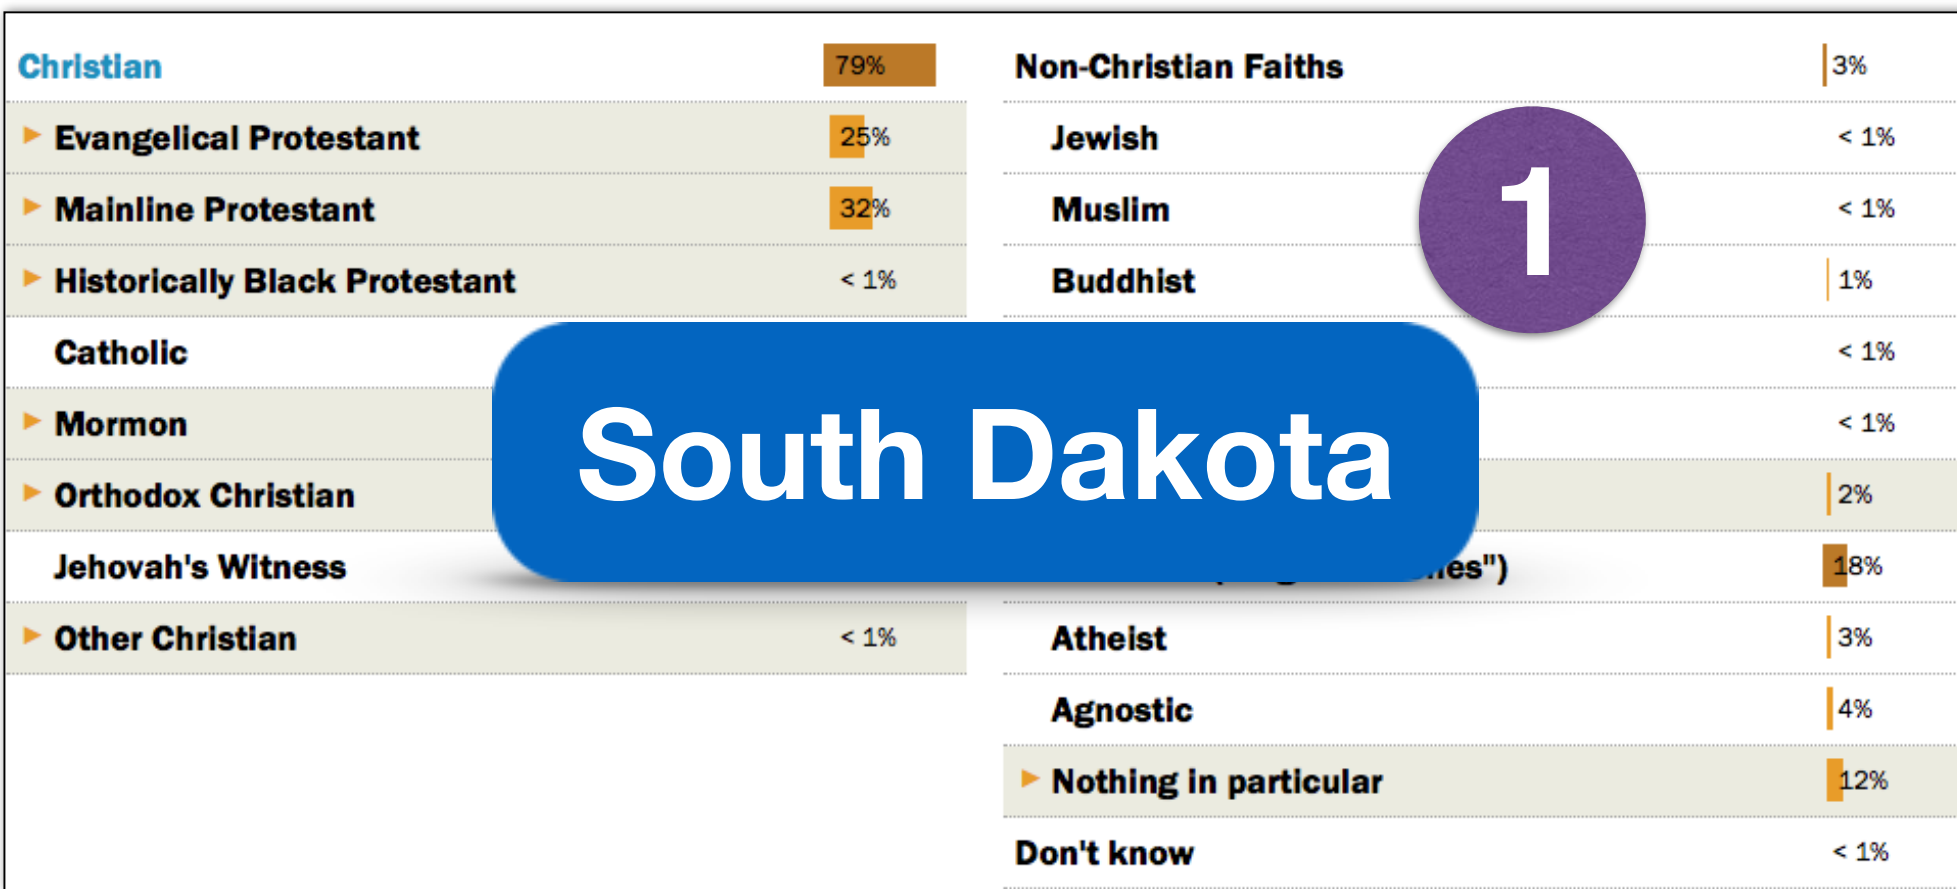 Christian 79%
Evangelical Protestant 25%
Mainline Protestant 32%
Historically Black Protestant < 1%
Catholic
Mormon
Orthodox Christian
Jehovah's Witness
Other Christian < 1%
Non-Christian Faiths 3%
Jewish < 1%
Muslim < 1%
Buddhist 1%
< 1%
< 1%
2%
18%
Atheist 3%
Agnostic 4%
Nothing in particular 12%
Don't know < 1%
1
South Dakota